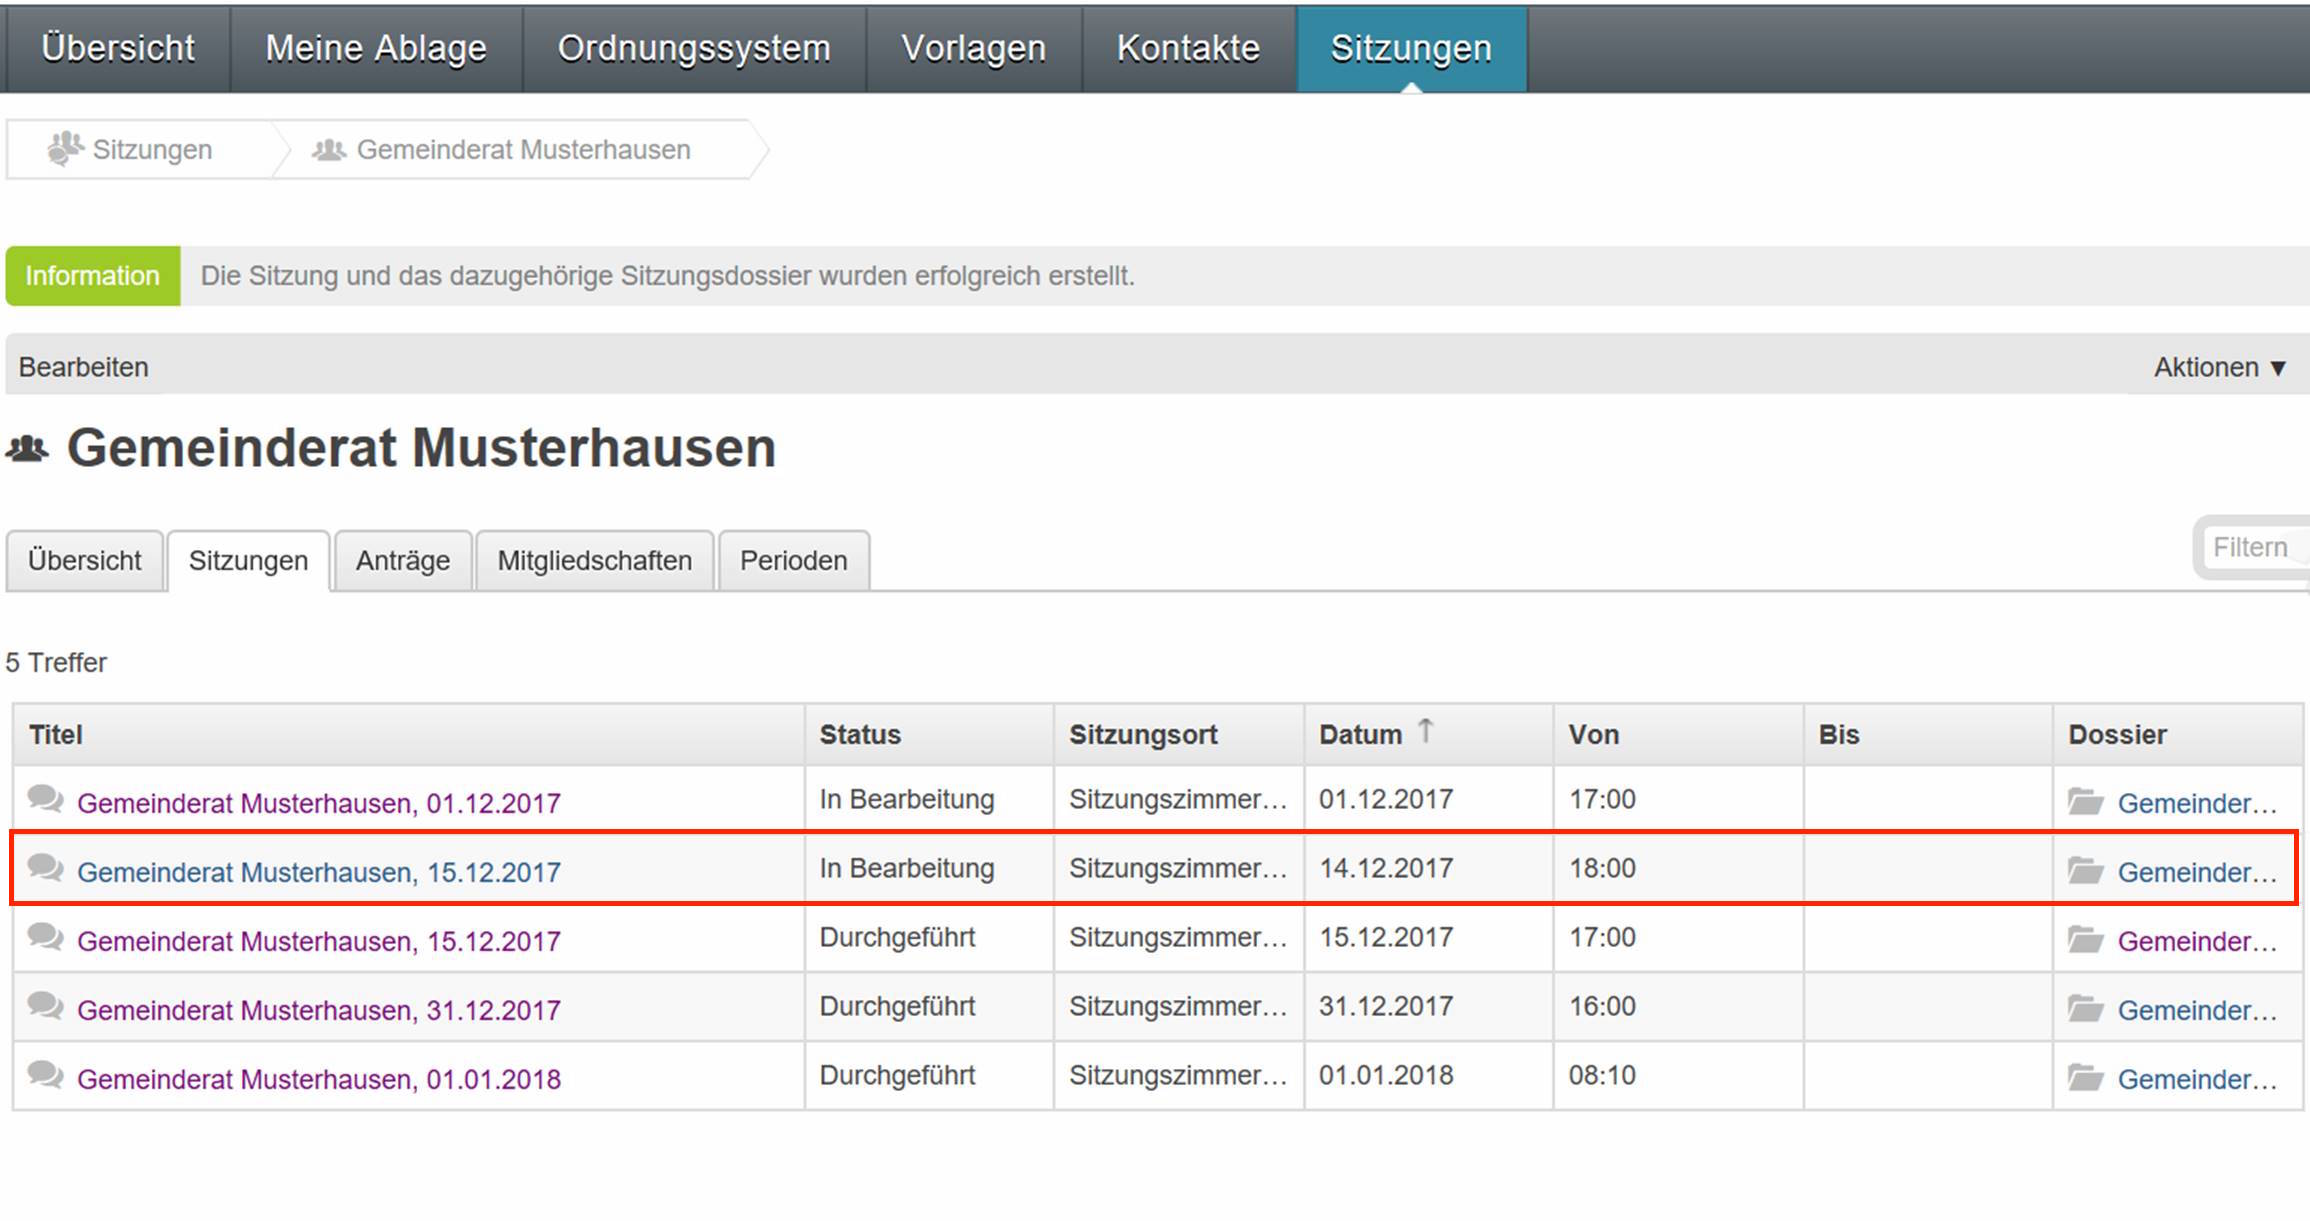 Übersicht Meine Ablage Ordnungssystem Vorlagen Kontakte Sitzungen
Sitzungen Gemeinderat Musterhausen
Information Die Sitzung und das dazugehörige Sitzungsdossier wurden erfolgreich erstellt.
Bearbeiten Aktionen ▼
Gemeinderat Musterhausen
Übersicht Sitzungen Anträge Mitgliedschaften Perioden Filtern
5 Treffer
Titel Status Sitzungsort Datum ↑ Von Bis Dossier
Gemeinderat Musterhausen, 01.12.2017 In Bearbeitung Sitzungszimmer… 01.12.2017 17:00 Gemeinder…
Gemeinderat Musterhausen, 15.12.2017 In Bearbeitung Sitzungszimmer… 14.12.2017 18:00 Gemeinder…
Gemeinderat Musterhausen, 15.12.2017 Durchgeführt Sitzungszimmer… 15.12.2017 17:00 Gemeinder…
Gemeinderat Musterhausen, 31.12.2017 Durchgeführt Sitzungszimmer… 31.12.2017 16:00 Gemeinder…
Gemeinderat Musterhausen, 01.01.2018 Durchgeführt Sitzungszimmer… 01.01.2018 08:10 Gemeinder…